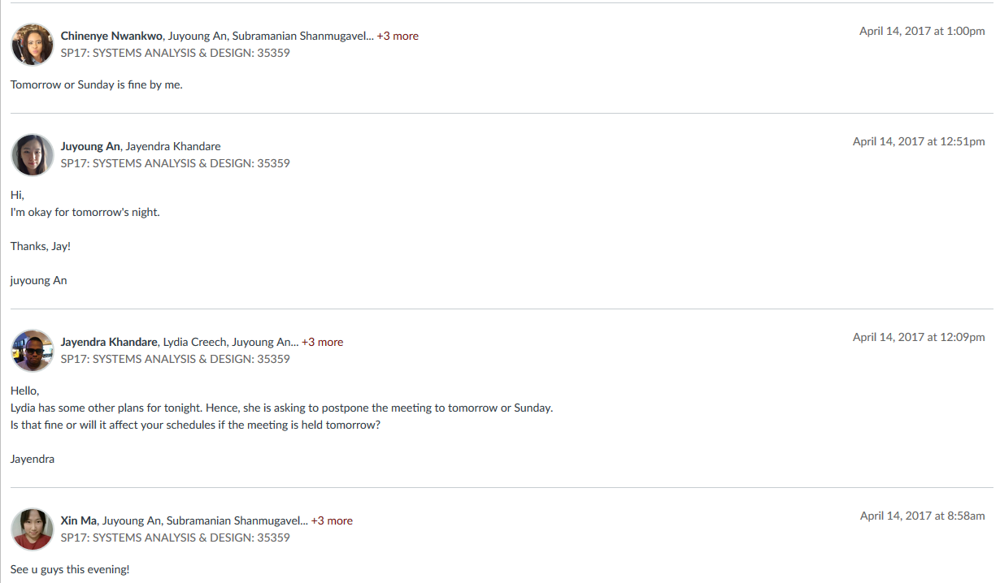 Chinenye Nwankwo, Juyoung An, Subramanian Shanmugavel... +3 more
April 14, 2017 at 1:00pm
SP17: SYSTEMS ANALYSIS & DESIGN: 35359
Tomorrow or Sunday is fine by me.
Juyoung An, Jayendra Khandare
April 14, 2017 at 12:51pm
SP17: SYSTEMS ANALYSIS & DESIGN: 35359
Hi,
I'm okay for tomorrow's night.
Thanks, Jay!
juyoung An
Jayendra Khandare, Lydia Creech, Juyoung An... +3 more
April 14, 2017 at 12:09pm
SP17: SYSTEMS ANALYSIS & DESIGN: 35359
Hello,
Lydia has some other plans for tonight. Hence, she is asking to postpone the meeting to tomorrow or Sunday.
Is that fine or will it affect your schedules if the meeting is held tomorrow?
Jayendra
Xin Ma, Juyoung An, Subramanian Shanmugavel... +3 more
April 14, 2017 at 8:58am
SP17: SYSTEMS ANALYSIS & DESIGN: 35359
See u guys this evening!